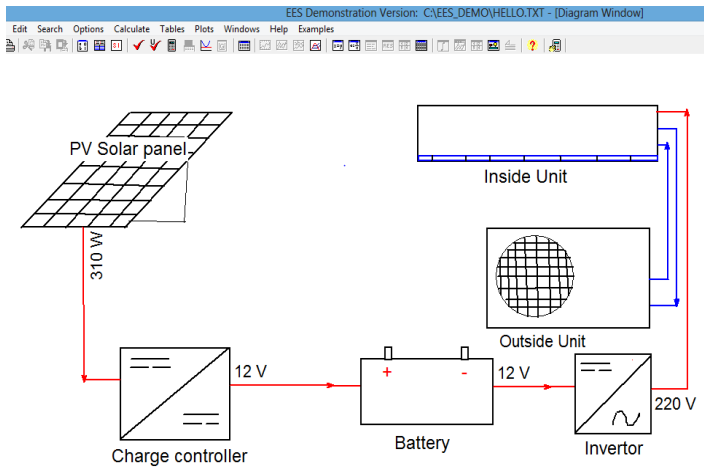 EES Demonstration Version: C:\EES_DEMO\HELLO.TXT - [Diagram Window]
Edit Search Options Calculate Tables Plots Windows Help Examples
PV Solar panel
Inside Unit
310 W
Outside Unit
12 V
+ -
12 V
220 V
Charge controller
Battery
Invertor